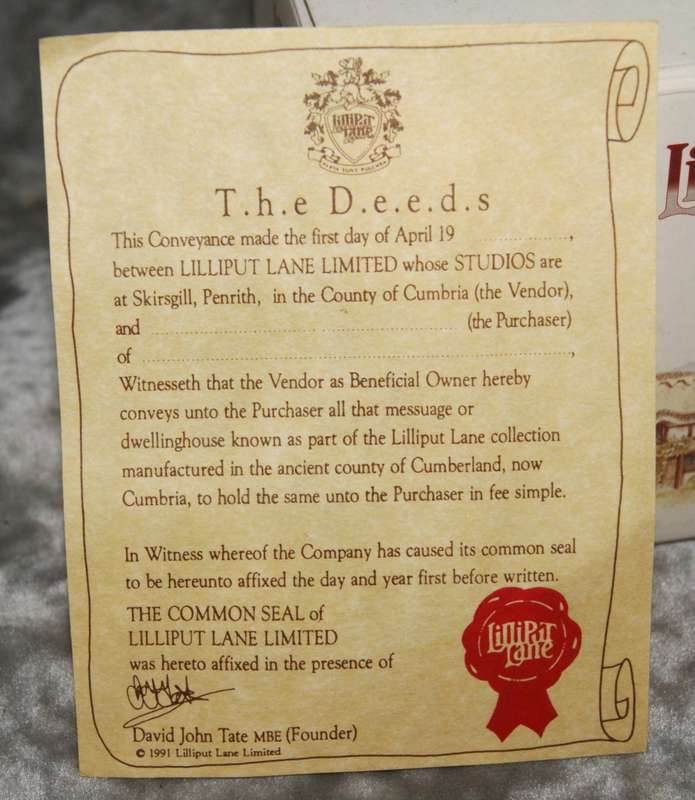 LiLLiPUT
LANE
T.h.e D.e.e.d.s
This Conveyance made the first day of April 19 ....................,
between LILLIPUT LANE LIMITED whose STUDIOS are
at Skirsgill, Penrith, in the County of Cumbria (the Vendor),
and ............................................................ (the Purchaser)
of ....................................................................................,
Witnesseth that the Vendor as Beneficial Owner hereby
conveys unto the Purchaser all that messuage or
dwellinghouse known as part of the Lilliput Lane collection
manufactured in the ancient county of Cumberland, now
Cumbria, to hold the same unto the Purchaser in fee simple.
In Witness whereof the Company has caused its common seal
to be hereunto affixed the day and year first before written.
THE COMMON SEAL of
LILLIPUT LANE LIMITED
was hereto affixed in the presence of
David John Tate MBE (Founder)
© 1991 Lilliput Lane Limited
LiLLiPUT
LANE
Li